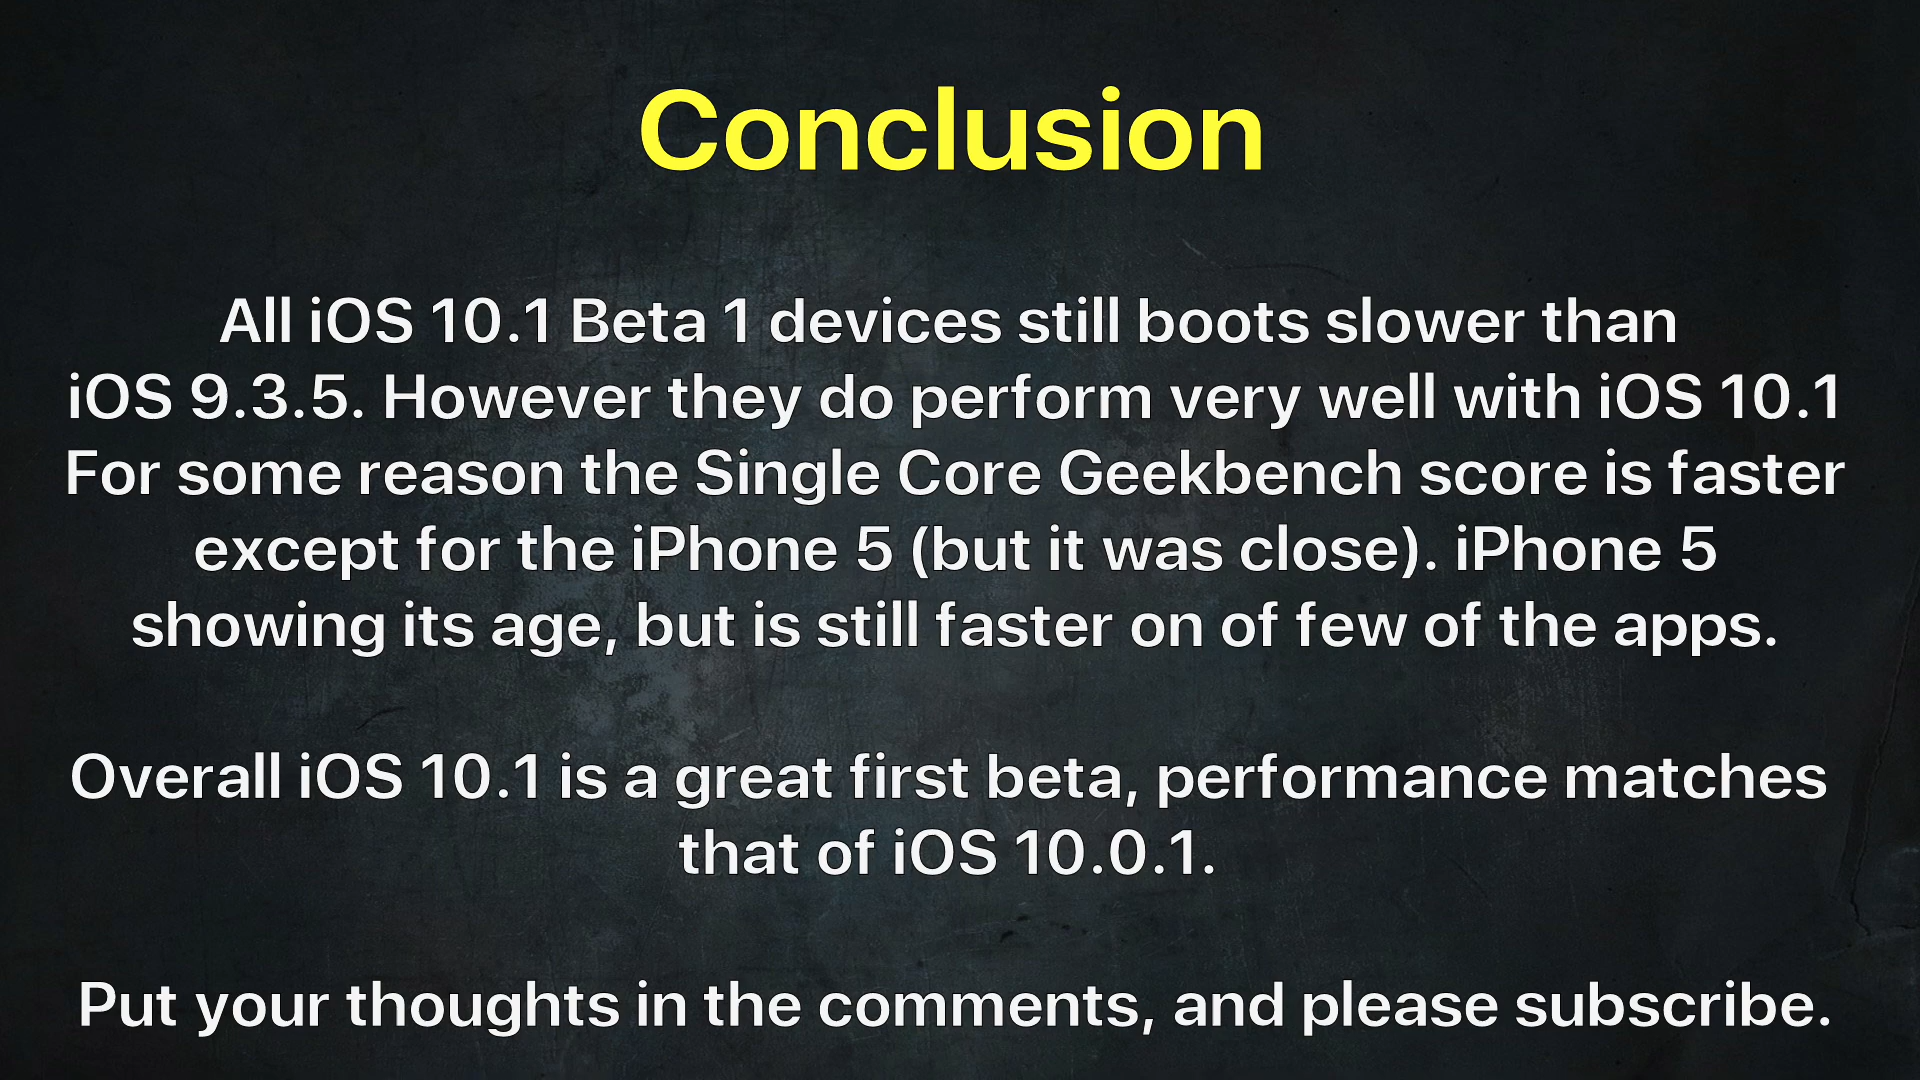 Conclusion
All iOS 10.1 Beta 1 devices still boots slower than
iOS 9.3.5. However they do perform very well with iOS 10.1
For some reason the Single Core Geekbench score is faster
except for the iPhone 5 (but it was close). iPhone 5
showing its age, but is still faster on of few of the apps.
Overall iOS 10.1 is a great first beta, performance matches
that of iOS 10.0.1.
Put your thoughts in the comments, and please subscribe.